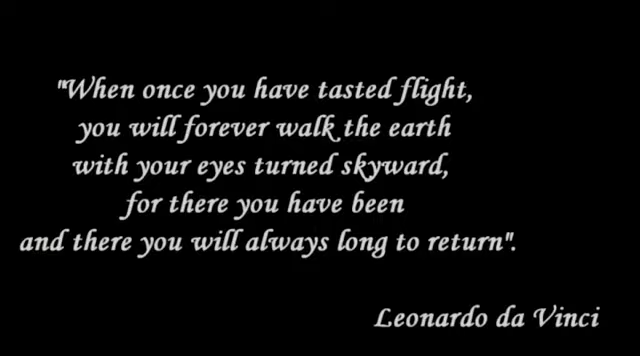 "When once you have tasted flight,
you will forever walk the earth
with your eyes turned skyward,
for there you have been
and there you will always long to return".
Leonardo da Vinci